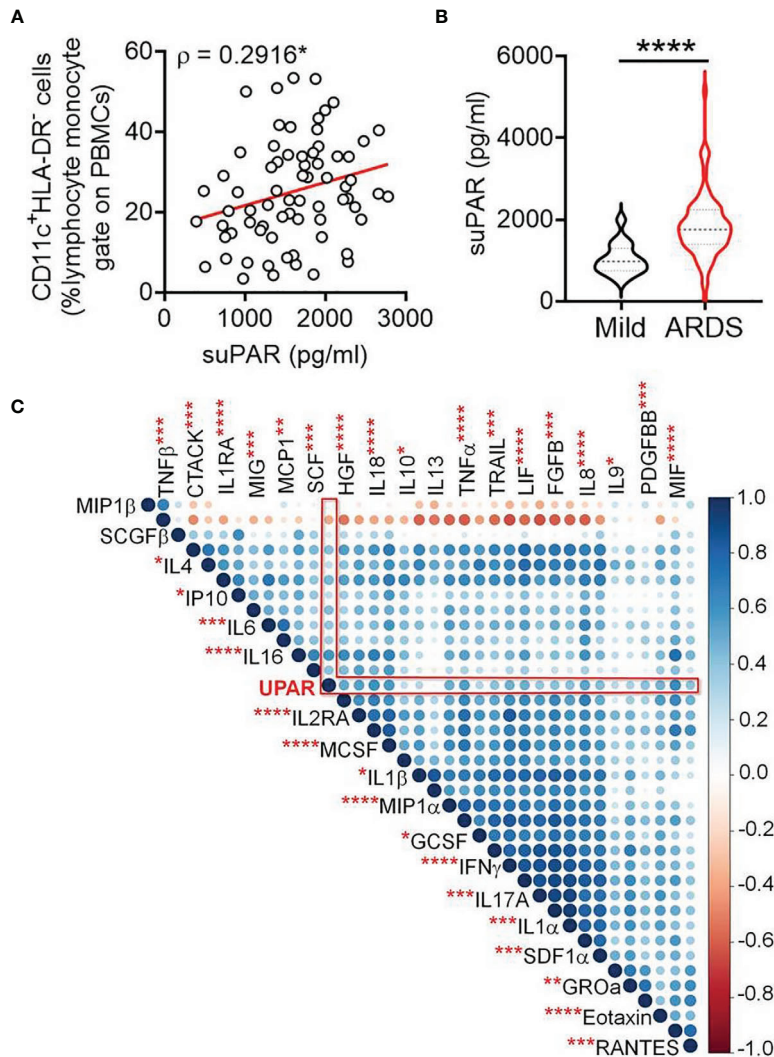 A
ρ = 0.2916*
CD11c+HLA-DR- cells
(%lymphocyte monocyte
gate on PBMCs)
60
40
20
0
0
1000
2000
3000
suPAR (pg/ml)
B
****
suPAR (pg/ml)
6000
4000
2000
0
Mild
ARDS
C
TNFβ***
CTACK***
IL1RA****
MIG***
MCP1**
SCF***
HGF****
IL18****
IL10*
IL13
TNFα****
TRAIL***
LIF****
FGFB***
IL8****
IL9*
PDGFBB***
MIF****
MIP1β
SCGFβ
*IL4
*IP10
***IL6
****IL16
UPAR
****IL2RA
****MCSF
*IL1β
****MIP1α
*GCSF
****IFNγ
***IL17A
***IL1α
***SDF1α
**GROa
****Eotaxin
***RANTES
1.0
0.8
0.6
0.4
0.2
0.0
-0.2
-0.4
-0.6
-0.8
-1.0